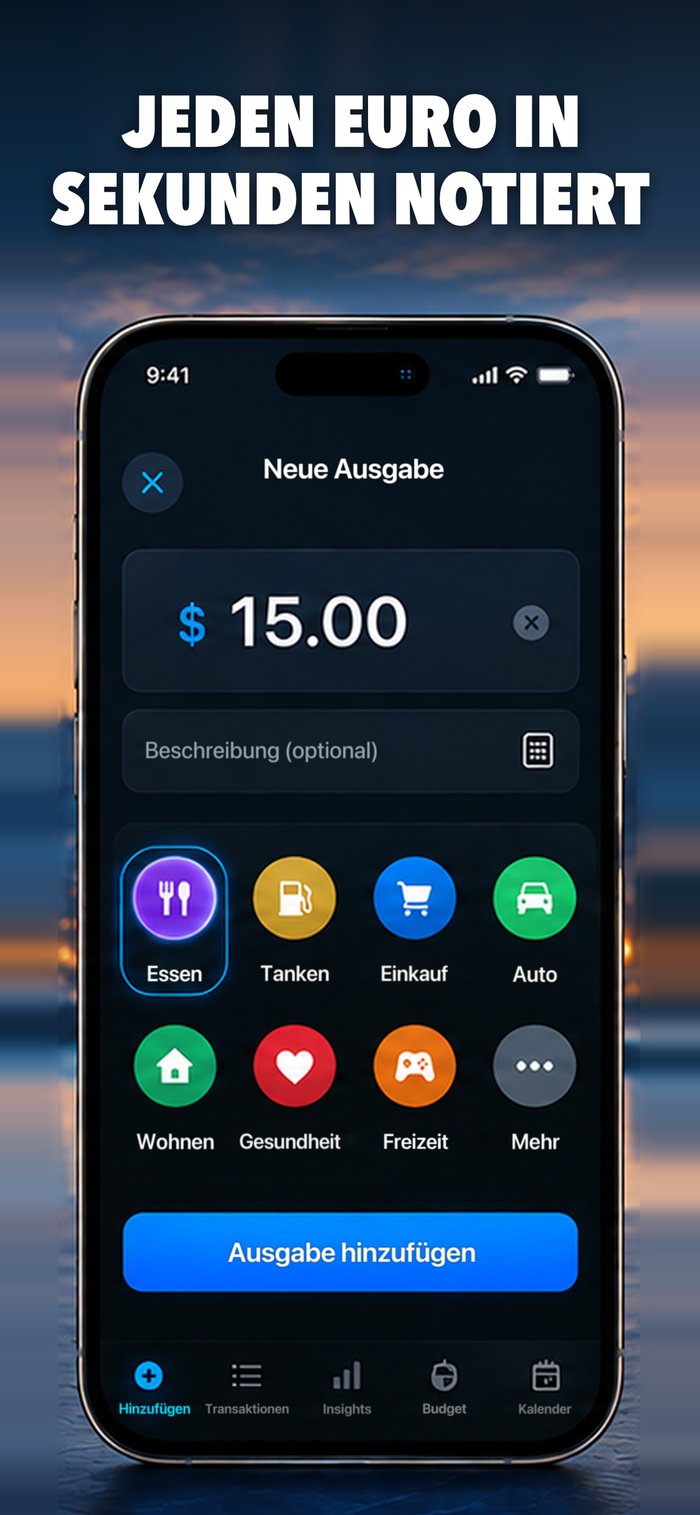 JEDEN EURO IN
SEKUNDEN NOTIERT
9:41
Neue Ausgabe
$ 15.00
Beschreibung (optional)
Essen Tanken Einkauf Auto
Wohnen Gesundheit Freizeit Mehr
Ausgabe hinzufügen
Hinzufügen Transaktionen Insights Budget Kalender